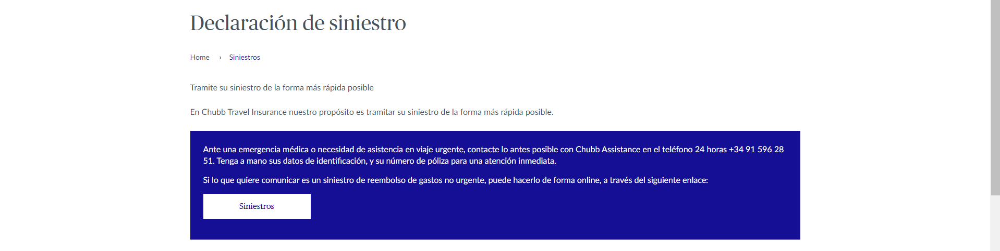 Declaración de siniestro
Home › Siniestros
Tramite su siniestro de la forma más rápida posible
En Chubb Travel Insurance nuestro propósito es tramitar su siniestro de la forma más rápida posible.
Ante una emergencia médica o necesidad de asistencia en viaje urgente, contacte lo antes posible con Chubb Assistance en el teléfono 24 horas +34 91 596 28
51. Tenga a mano sus datos de identificación, y su número de póliza para una atención inmediata.
Si lo que quiere comunicar es un siniestro de reembolso de gastos no urgente, puede hacerlo de forma online, a través del siguiente enlace:
Siniestros